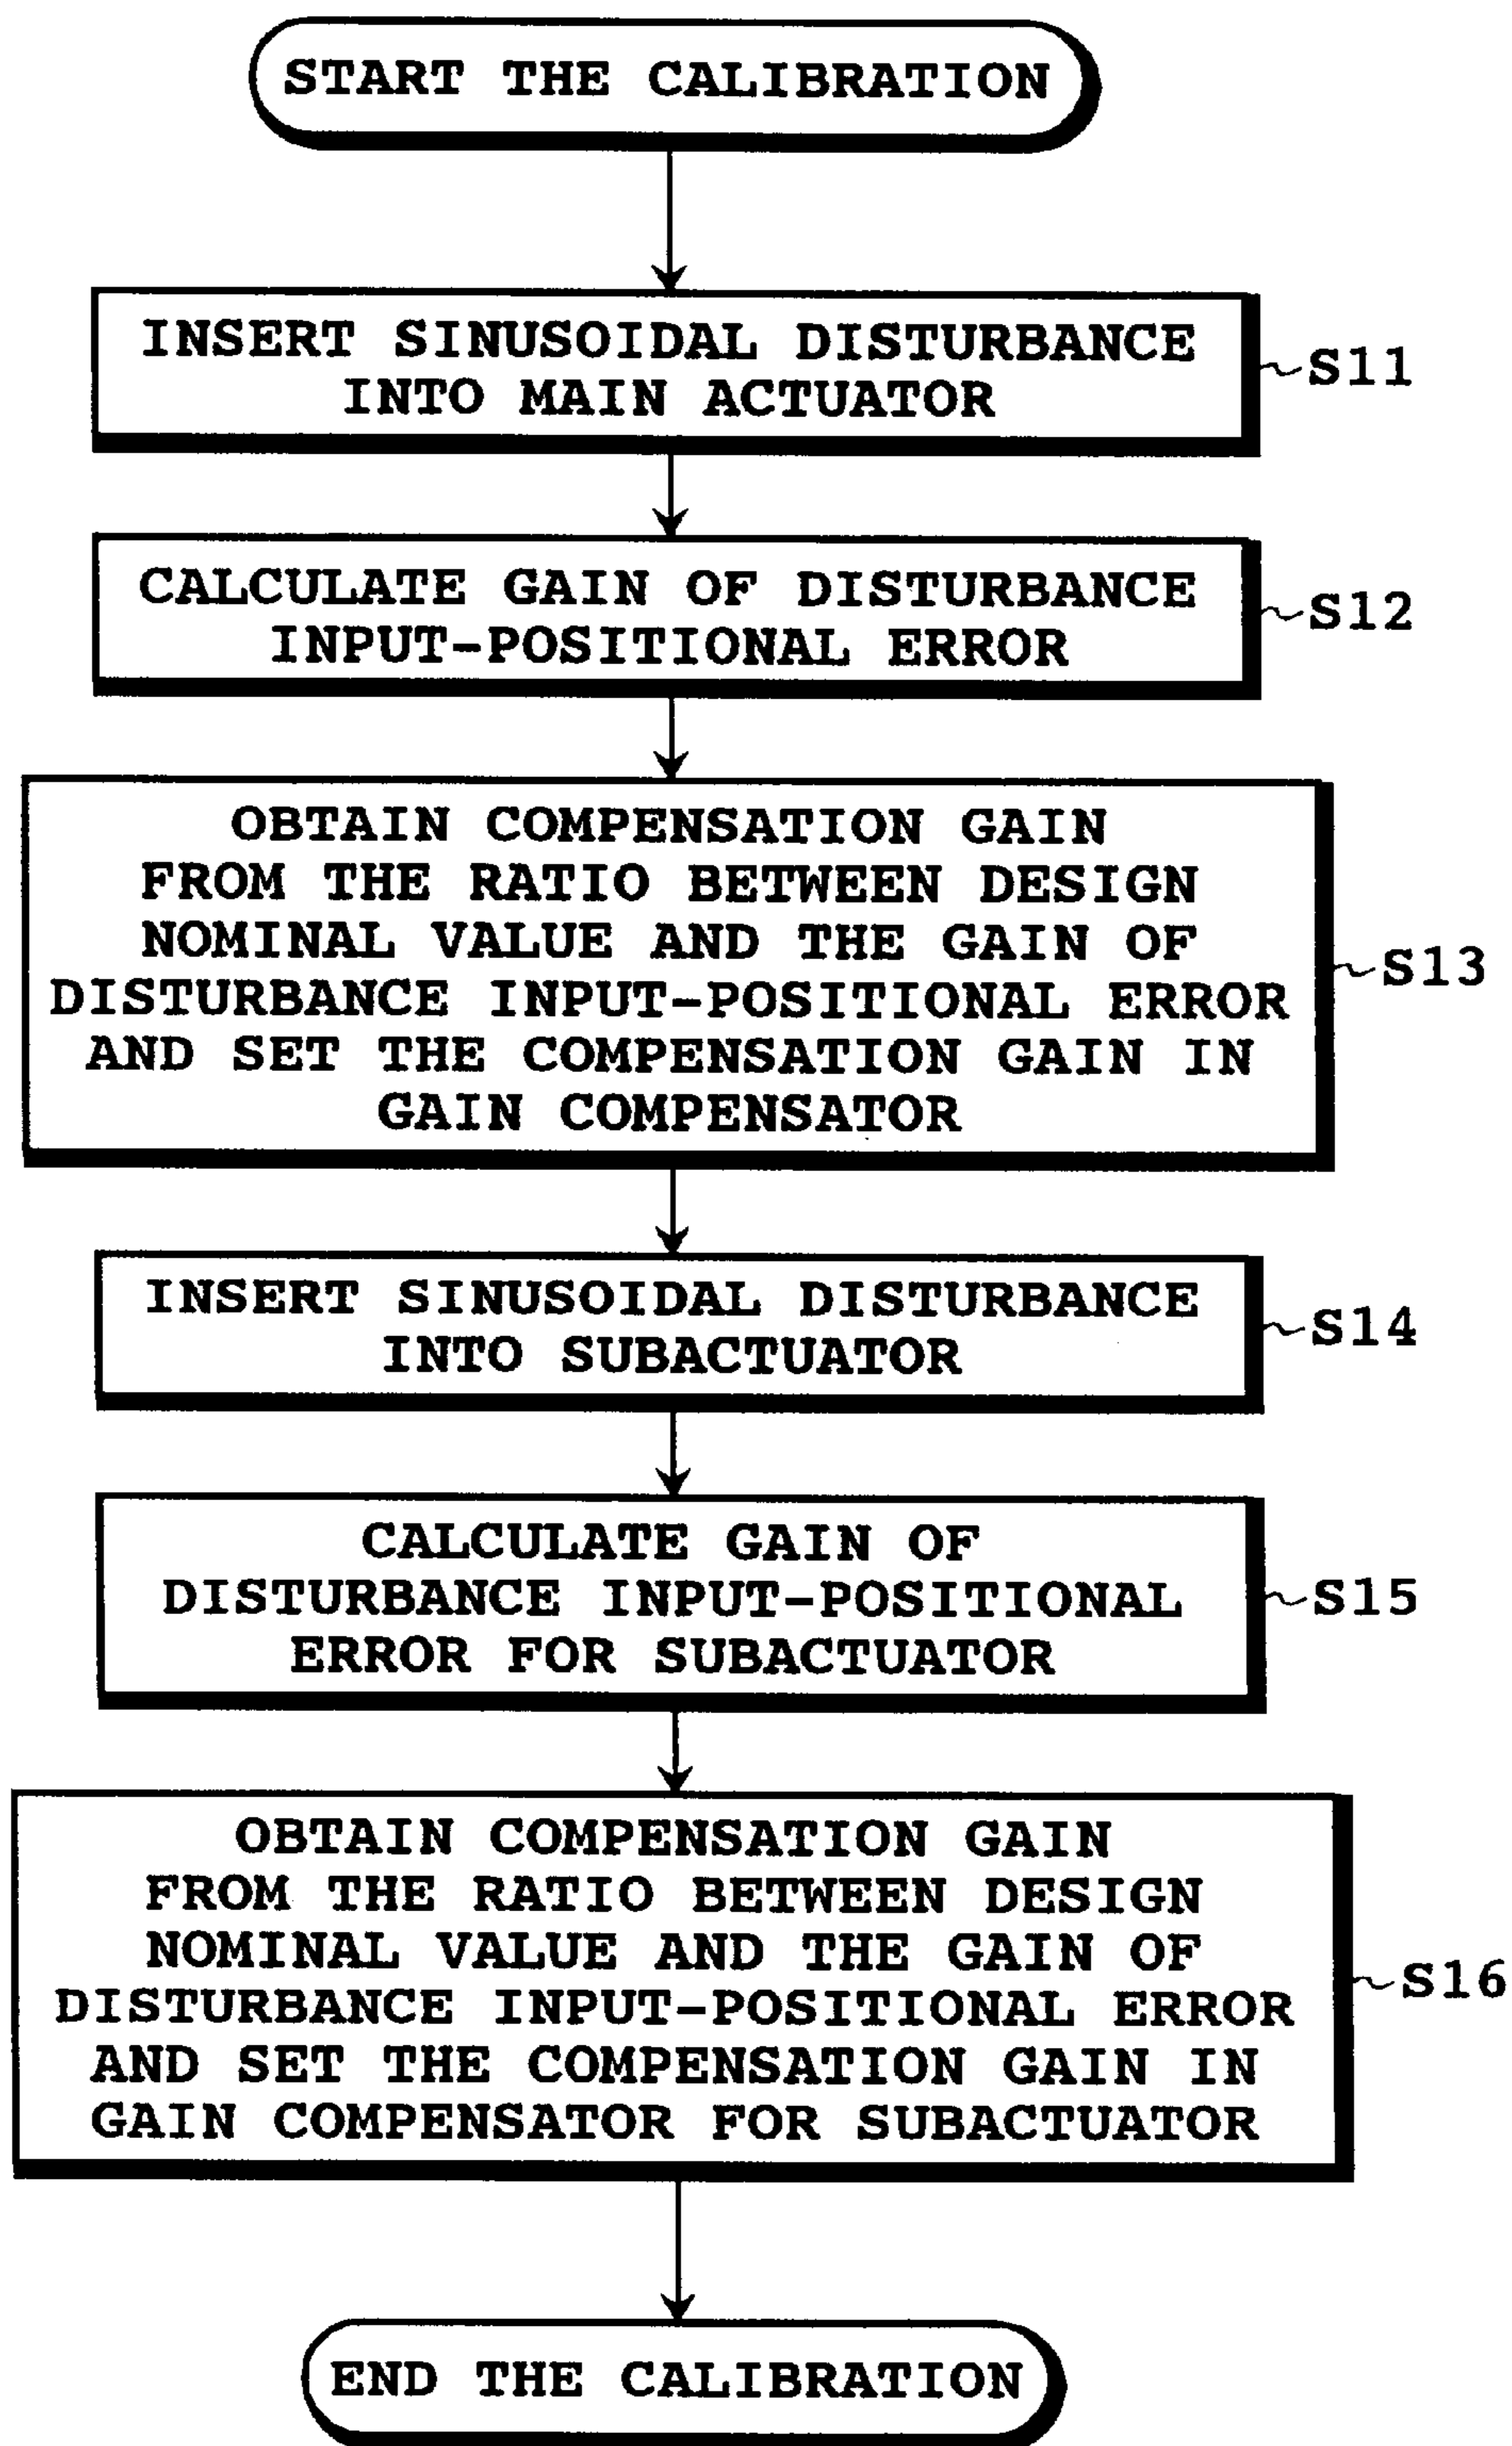 START THE CALIBRATION
INSERT SINUSOIDAL DISTURBANCE
INTO MAIN ACTUATOR
S11
CALCULATE GAIN OF DISTURBANCE
INPUT-POSITIONAL ERROR
S12
OBTAIN COMPENSATION GAIN
FROM THE RATIO BETWEEN DESIGN
NOMINAL VALUE AND THE GAIN OF
DISTURBANCE INPUT-POSITIONAL ERROR
AND SET THE COMPENSATION GAIN IN
GAIN COMPENSATOR
S13
INSERT SINUSOIDAL DISTURBANCE
INTO SUBACTUATOR
S14
CALCULATE GAIN OF
DISTURBANCE INPUT-POSITIONAL
ERROR FOR SUBACTUATOR
S15
OBTAIN COMPENSATION GAIN
FROM THE RATIO BETWEEN DESIGN
NOMINAL VALUE AND THE GAIN OF
DISTURBANCE INPUT-POSITIONAL ERROR
AND SET THE COMPENSATION GAIN IN
GAIN COMPENSATOR FOR SUBACTUATOR
S16
END THE CALIBRATION